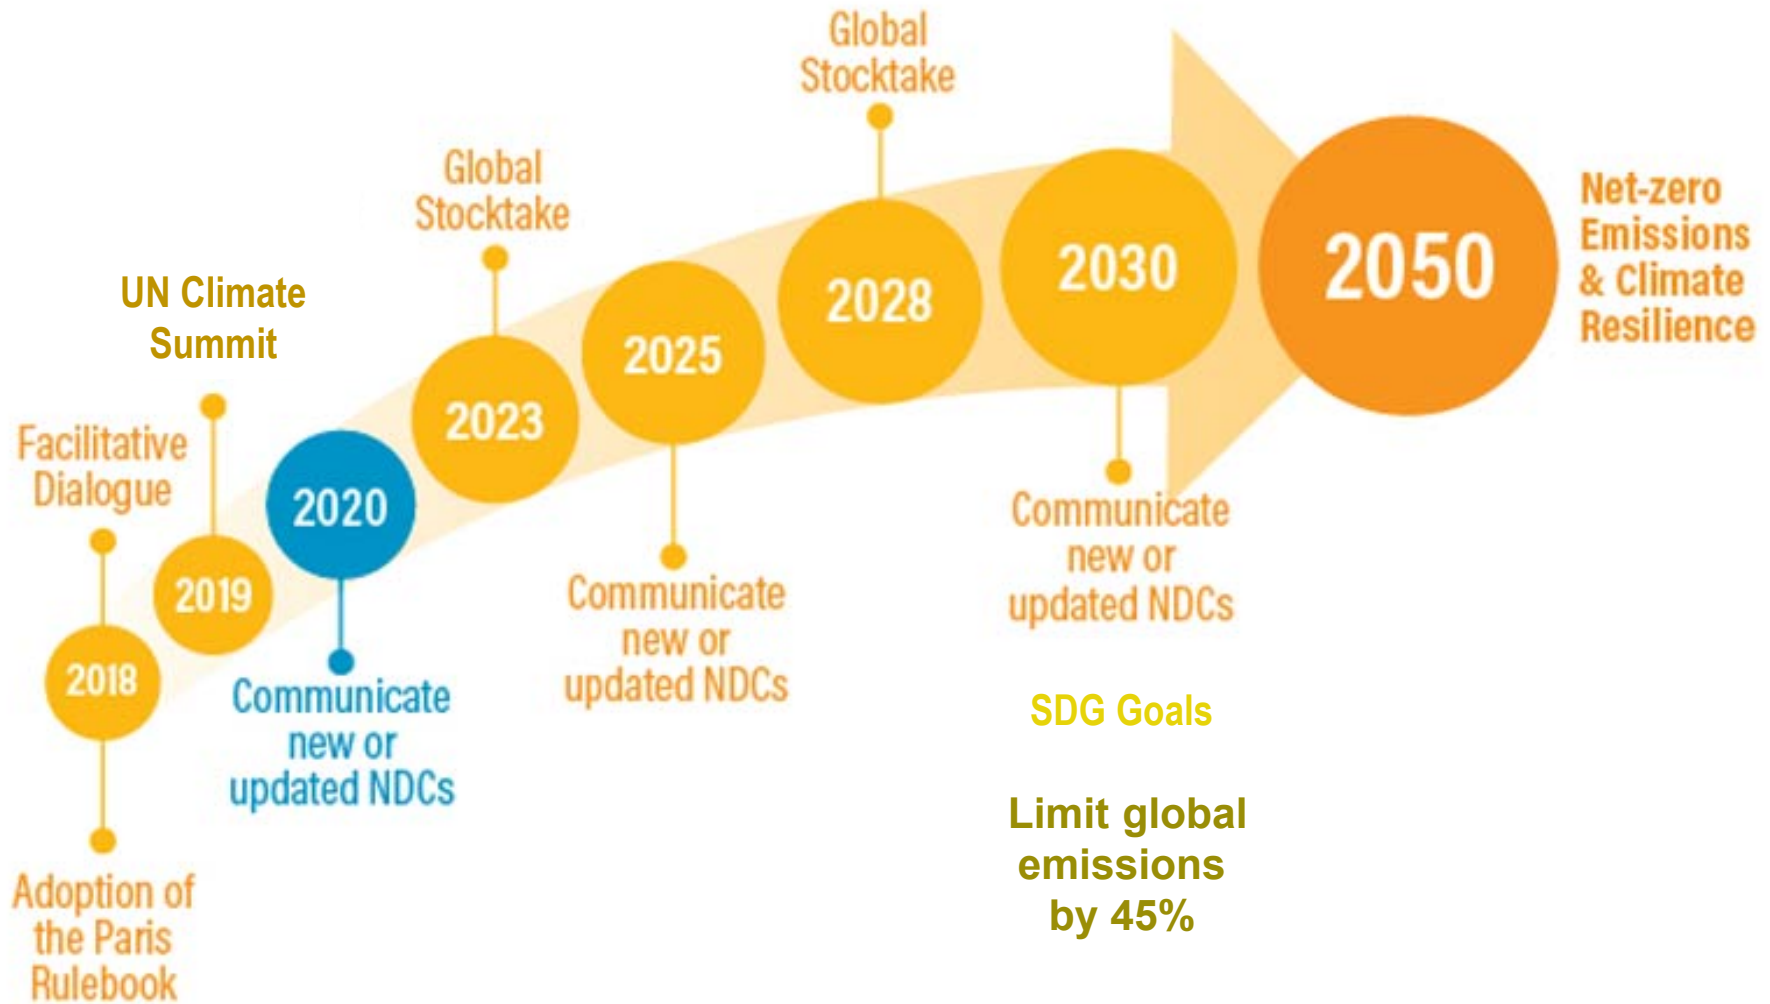 Facilitative
Dialogue
2018
Adoption of
the Paris
Rulebook
UN Climate
Summit
2019
2020
Communicate
new or
updated NDCs
Global
Stocktake
2023
2025
Communicate
new or
updated NDCs
Global
Stocktake
2028
2030
Communicate
new or
updated NDCs
SDG Goals
Limit global
emissions
by 45%
2050
Net-zero
Emissions
& Climate
Resilience